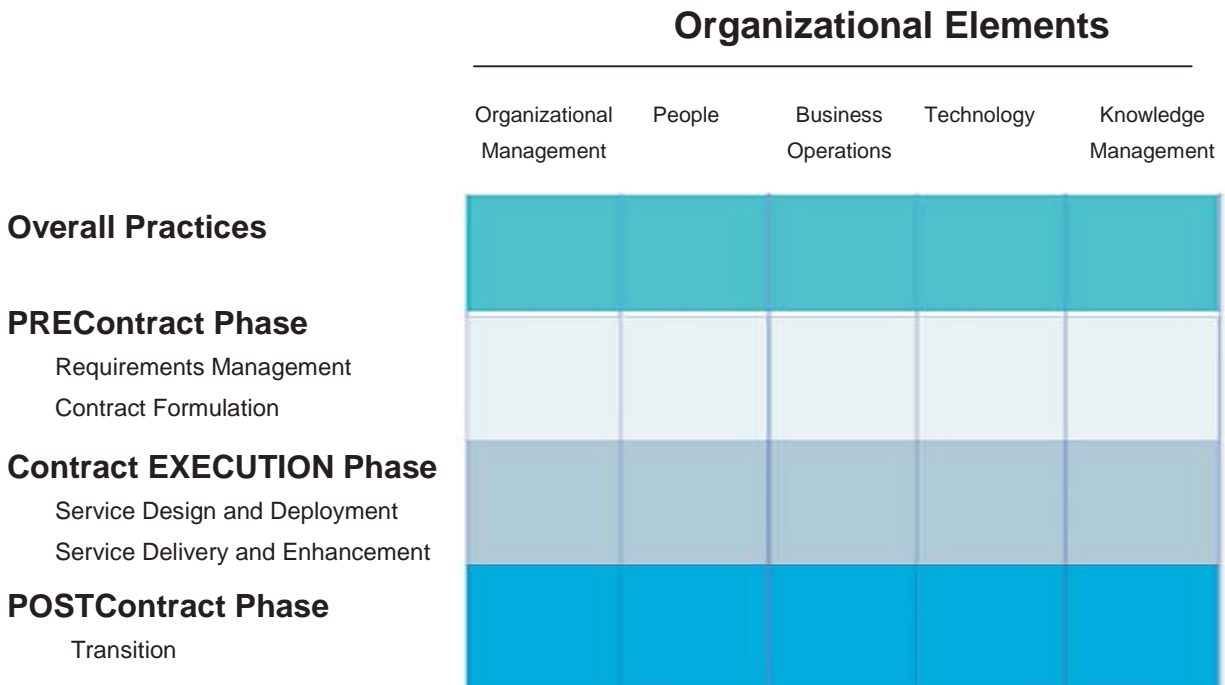 Organizational Elements
Organizational People Business Technology Knowledge
Management Operations Management
Overall Practices
PREContract Phase
Requirements Management
Contract Formulation
Contract EXECUTION Phase
Service Design and Deployment
Service Delivery and Enhancement
POSTContract Phase
Transition